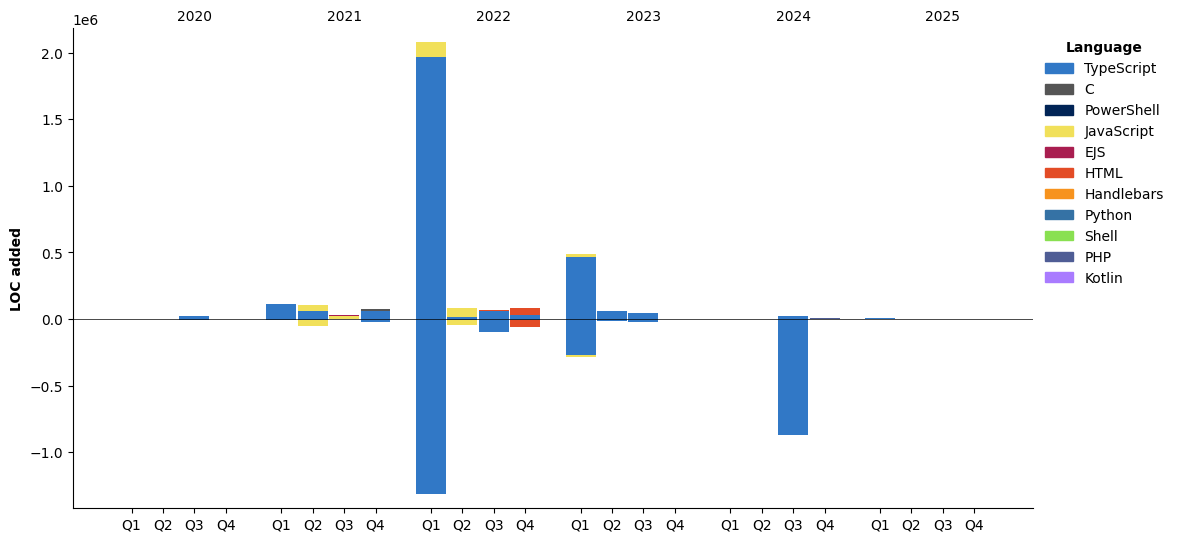 1e6
2020 2021 2022 2023 2024 2025
2.0
1.5
1.0
0.5
0.0
−0.5
−1.0
LOC added
Q1 Q2 Q3 Q4 Q1 Q2 Q3 Q4 Q1 Q2 Q3 Q4 Q1 Q2 Q3 Q4 Q1 Q2 Q3 Q4 Q1 Q2 Q3 Q4
Language
TypeScript
C
PowerShell
JavaScript
EJS
HTML
Handlebars
Python
Shell
PHP
Kotlin